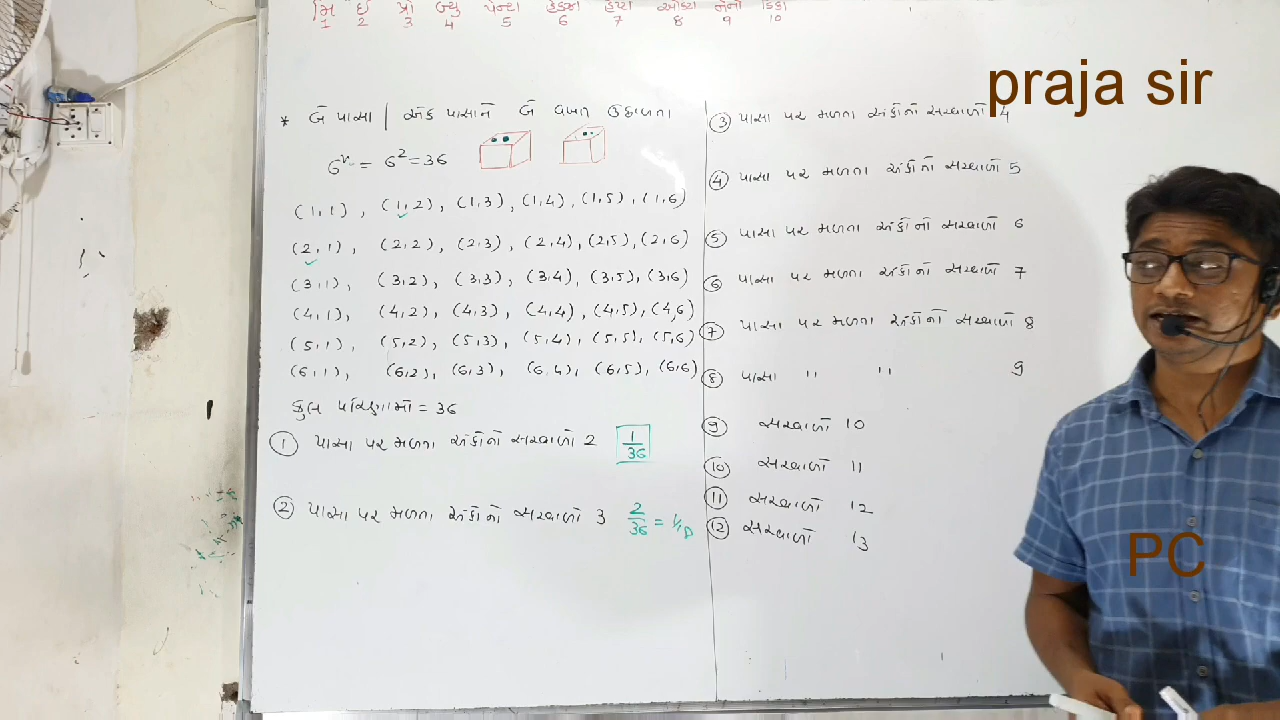 મિ ઈ પ્રો બ્યુ પેન્ટા હેકઝા હેપ્ટા ઓક્ટા નોના ડેકા
1 2 3 4 5 6 7 8 9 10
praja sir
* બે પાસા | એક પાસાને બે વખત ઉછાળતા
6ⁿ = 6² = 36
(1,1), (1,2), (1,3), (1,4), (1,5), (1,6)
(2,1), (2,2), (2,3), (2,4), (2,5), (2,6)
(3,1), (3,2), (3,3), (3,4), (3,5), (3,6)
(4,1), (4,2), (4,3), (4,4), (4,5), (4,6)
(5,1), (5,2), (5,3), (5,4), (5,5), (5,6)
(6,1), (6,2), (6,3), (6,4), (6,5), (6,6)
કુલ પરિણામો = 36
① પાસા પર મળતા અંકોનો સરવાળો 2 1/36
② પાસા પર મળતા અંકોનો સરવાળો 3 2/36 = 1/18
③ પાસા પર મળતા અંકોનો સરવાળો 4
④ પાસા પર મળતા અંકોનો સરવાળો 5
⑤ પાસા પર મળતા અંકોનો સરવાળો 6
⑥ પાસા પર મળતા અંકોનો સરવાળો 7
⑦ પાસા પર મળતા અંકોનો સરવાળો 8
⑧ પાસા " " 9
⑨ સરવાળો 10
⑩ સરવાળો 11
⑪ સરવાળો 12
⑫ સરવાળો 13
PC